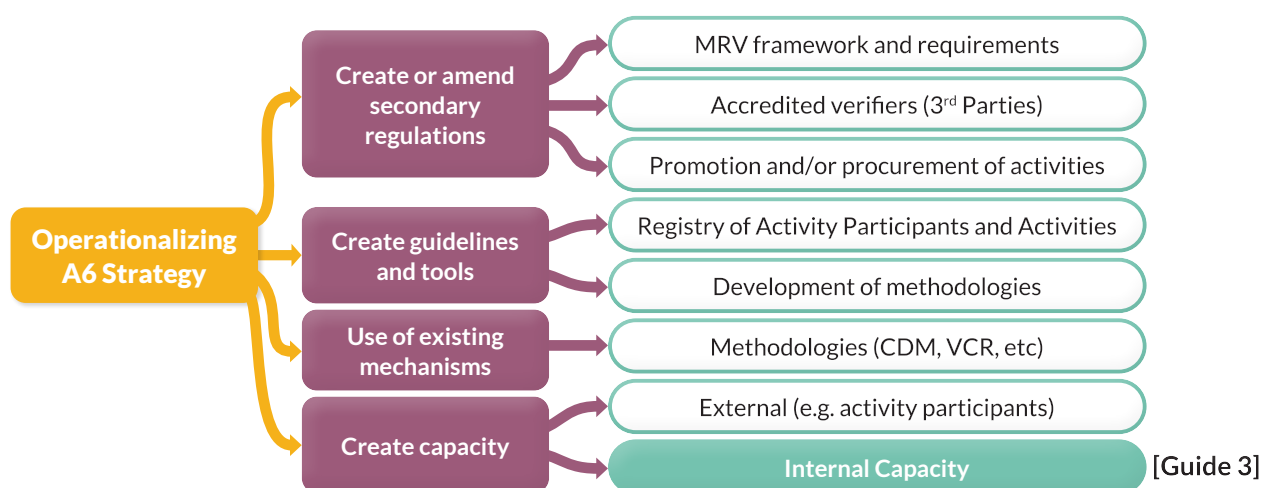 Operationalizing
A6 Strategy
Create or amend
secondary
regulations
MRV framework and requirements
Accredited verifiers (3rd Parties)
Promotion and/or procurement of activities
Create guidelines
and tools
Registry of Activity Participants and Activities
Development of methodologies
Use of existing
mechanisms
Methodologies (CDM, VCR, etc)
Create capacity
External (e.g. activity participants)
Internal Capacity
[Guide 3]